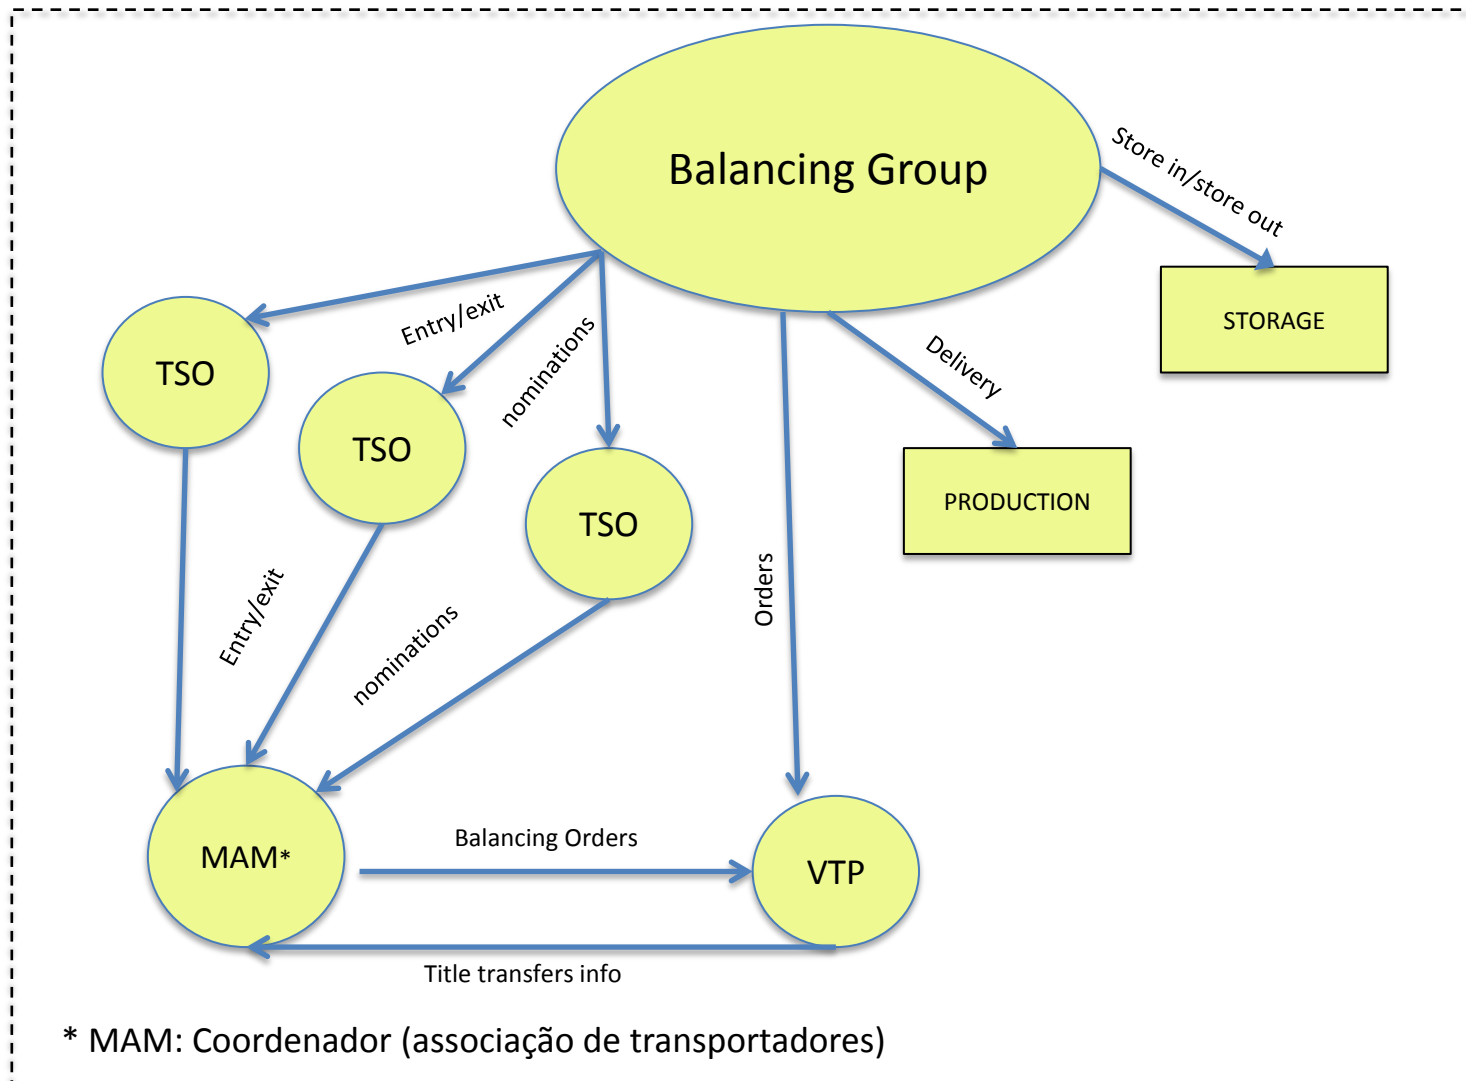 Balancing Group
Store in/store out
STORAGE
Entry/exit
nominations
Delivery
TSO
TSO
TSO
PRODUCTION
Orders
Entry/exit
nominations
MAM*
Balancing Orders
VTP
Title transfers info
* MAM: Coordenador (associação de transportadores)